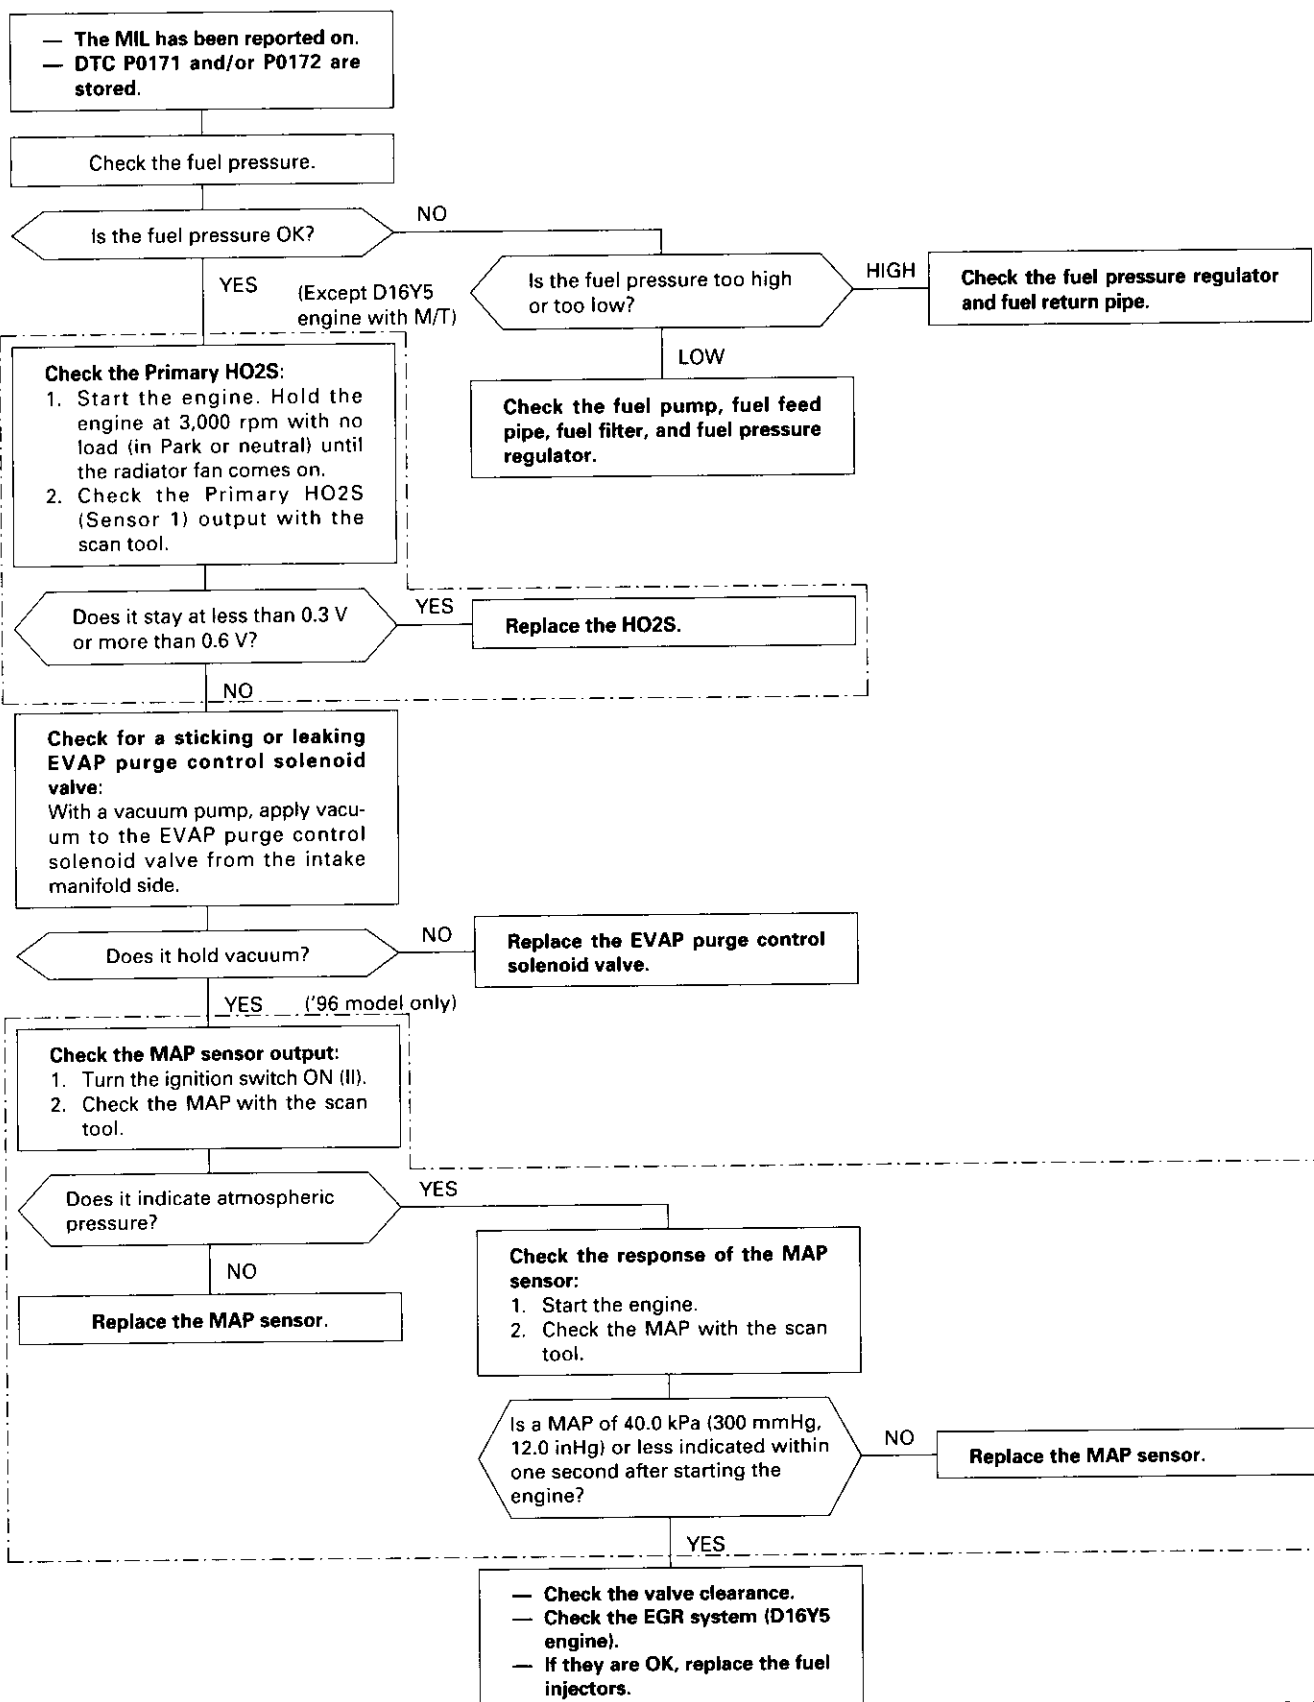 — The MIL has been reported on.
— DTC P0171 and/or P0172 are
stored.
Check the fuel pressure.
Is the fuel pressure OK?
NO
YES
(Except D16Y5
engine with M/T)
Is the fuel pressure too high
or too low?
HIGH
Check the fuel pressure regulator
and fuel return pipe.
LOW
Check the fuel pump, fuel feed
pipe, fuel filter, and fuel pressure
regulator.
Check the Primary HO2S:
1. Start the engine. Hold the
engine at 3,000 rpm with no
load (in Park or neutral) until
the radiator fan comes on.
2. Check the Primary HO2S
(Sensor 1) output with the
scan tool.
Does it stay at less than 0.3 V
or more than 0.6 V?
YES
Replace the HO2S.
NO
Check for a sticking or leaking
EVAP purge control solenoid
valve:
With a vacuum pump, apply vacu-
um to the EVAP purge control
solenoid valve from the intake
manifold side.
Does it hold vacuum?
NO
Replace the EVAP purge control
solenoid valve.
YES
('96 model only)
Check the MAP sensor output:
1. Turn the ignition switch ON (II).
2. Check the MAP with the scan
tool.
Does it indicate atmospheric
pressure?
YES
NO
Replace the MAP sensor.
Check the response of the MAP
sensor:
1. Start the engine.
2. Check the MAP with the scan
tool.
Is a MAP of 40.0 kPa (300 mmHg,
12.0 inHg) or less indicated within
one second after starting the
engine?
NO
Replace the MAP sensor.
YES
— Check the valve clearance.
— Check the EGR system (D16Y5
engine).
— If they are OK, replace the fuel
injectors.